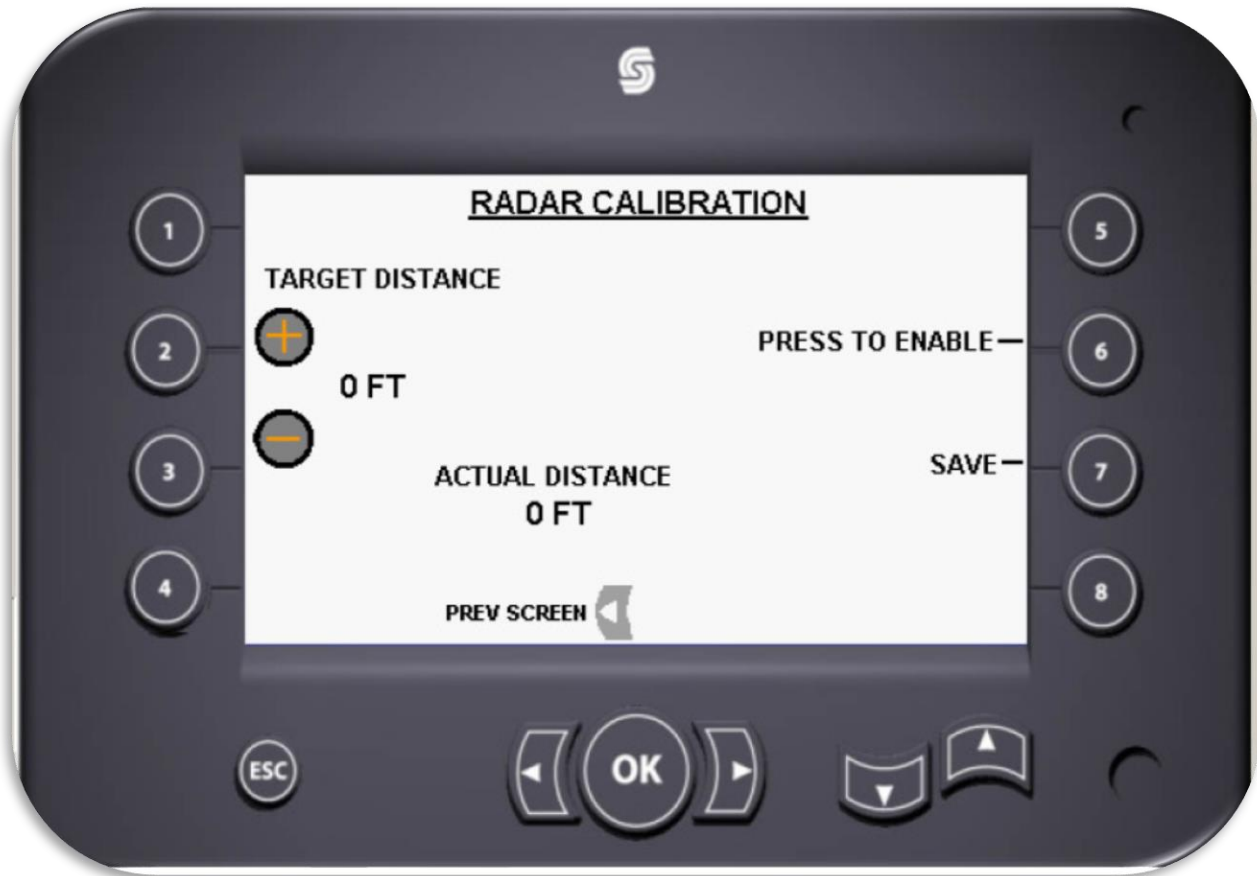 RADAR CALIBRATION
1
5
TARGET DISTANCE
2
PRESS TO ENABLE
6
0 FT
3
ACTUAL DISTANCE
SAVE
7
0 FT
4
PREV SCREEN
8
ESC
OK